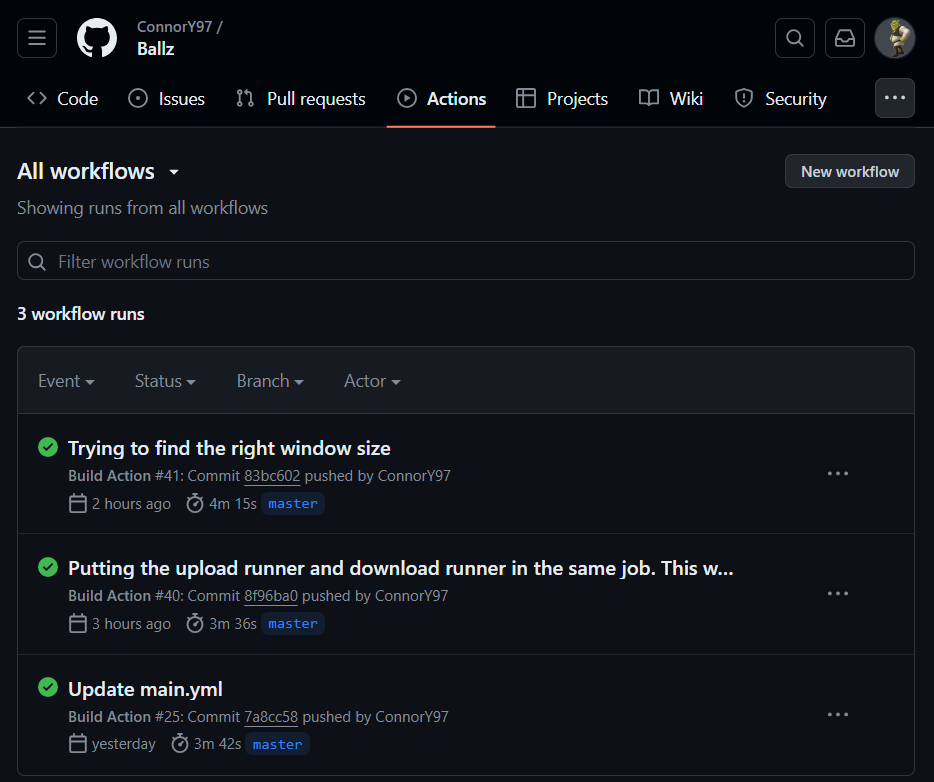 ConnorY97 /
Ballz
Code Issues Pull requests Actions Projects Wiki Security
All workflows
New workflow
Showing runs from all workflows
Filter workflow runs
3 workflow runs
Event Status Branch Actor
Trying to find the right window size
Build Action #41: Commit 83bc602 pushed by ConnorY97
2 hours ago 4m 15s master
Putting the upload runner and download runner in the same job. This w...
Build Action #40: Commit 8f96ba0 pushed by ConnorY97
3 hours ago 3m 36s master
Update main.yml
Build Action #25: Commit 7a8cc58 pushed by ConnorY97
yesterday 3m 42s master